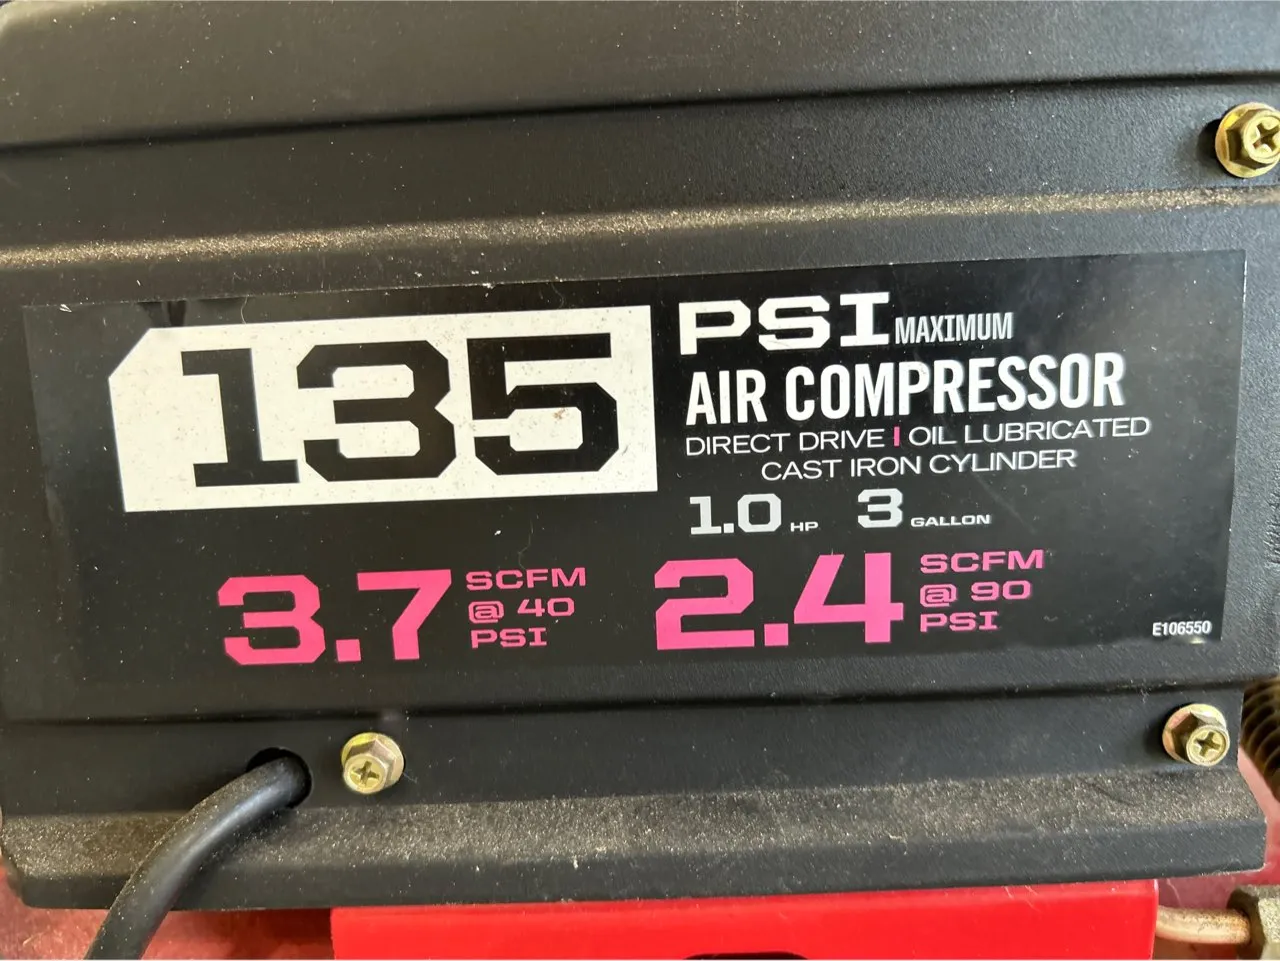 135 PSI MAXIMUM
AIR COMPRESSOR
DIRECT DRIVE | OIL LUBRICATED
CAST IRON CYLINDER
1.0 HP 3 GALLON
3.7 SCFM @ 40 PSI
2.4 SCFM @ 90 PSI
E106550